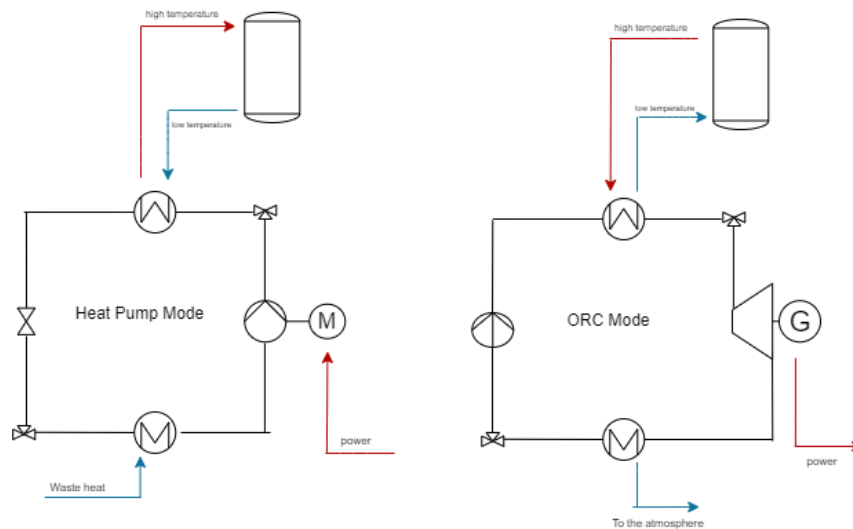 high temperature
low temperature
Heat Pump Mode
M
power
Waste heat
high temperature
low temperature
ORC Mode
G
power
To the atmosphere